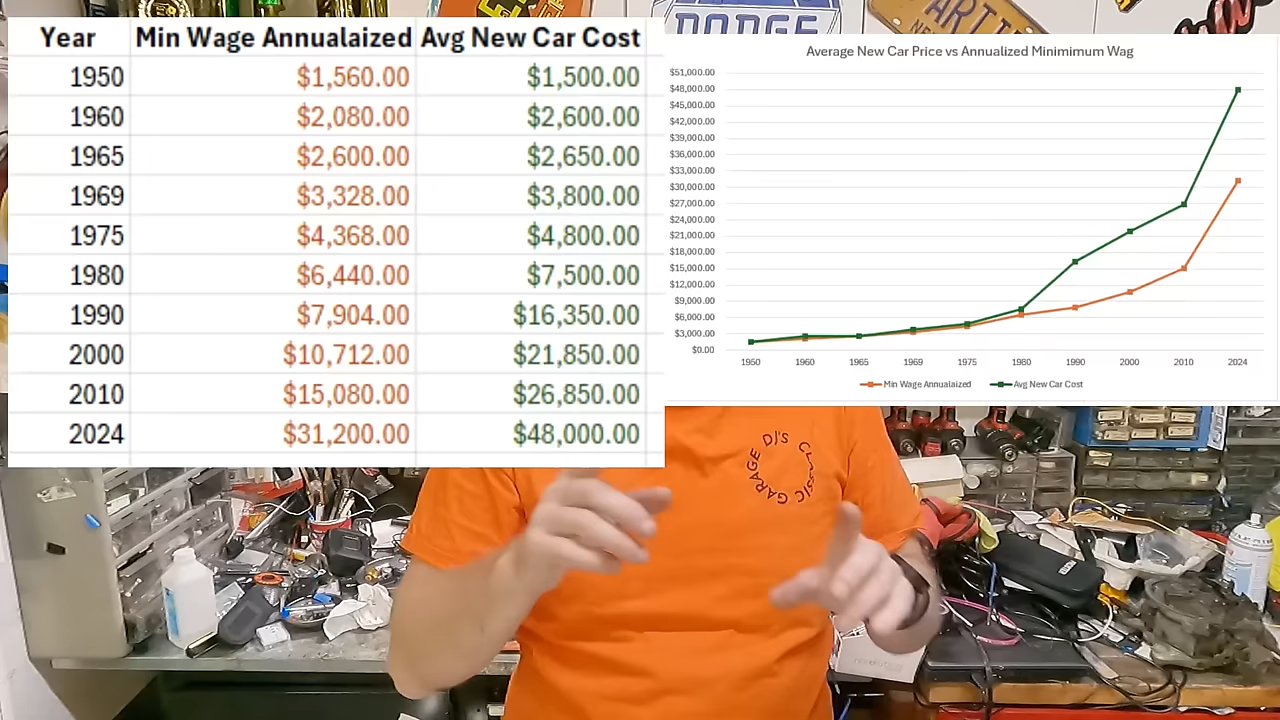 Year Min Wage Annualaized Avg New Car Cost
1950 $1,560.00 $1,500.00
1960 $2,080.00 $2,600.00
1965 $2,600.00 $2,650.00
1969 $3,328.00 $3,800.00
1975 $4,368.00 $4,800.00
1980 $6,440.00 $7,500.00
1990 $7,904.00 $16,350.00
2000 $10,712.00 $21,850.00
2010 $15,080.00 $26,850.00
2024 $31,200.00 $48,000.00
DODGE
Average New Car Price vs Annualized Minimimum Wag
$51,000.00
$48,000.00
$45,000.00
$42,000.00
$39,000.00
$36,000.00
$33,000.00
$30,000.00
$27,000.00
$24,000.00
$21,000.00
$18,000.00
$15,000.00
$12,000.00
$9,000.00
$6,000.00
$3,000.00
$0.00
1950 1960 1965 1969 1975 1980 1990 2000 2010 2024
Min Wage Annualaized Avg New Car Cost
DJ'S CLASSIC GARAGE